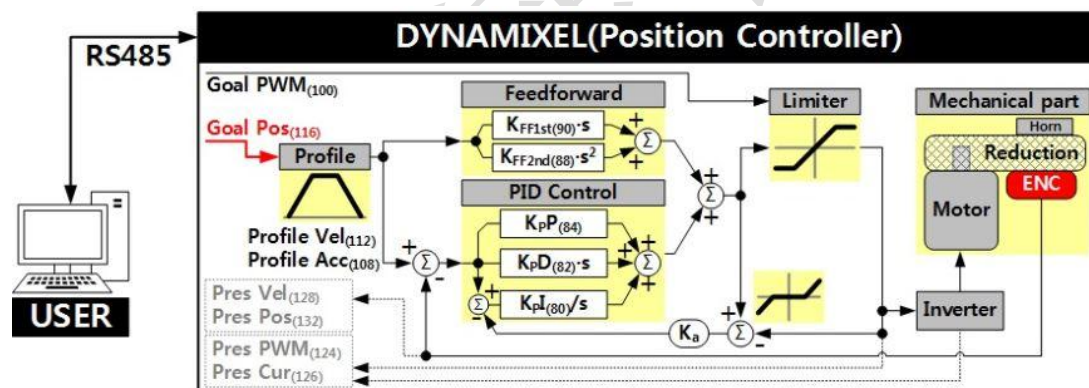 DYNAMIXEL(Position Controller)
RS485
Goal PWM(100)
Feedforward
Limiter
Mechanical part
Horn
Goal Pos(116)
KFF1st(90)·s
Σ
Profile
KFF2nd(88)·s²
Reduction
ENC
PID Control
Σ
Motor
KPP(84)
Profile Vel(112)
Profile Acc(108)
Σ
KPD(82)·s
Σ
Pres Vel(128)
Pres Pos(132)
Σ
KPI(80)/s
Inverter
USER
Ka
Σ
Pres PWM(124)
Pres Cur(126)